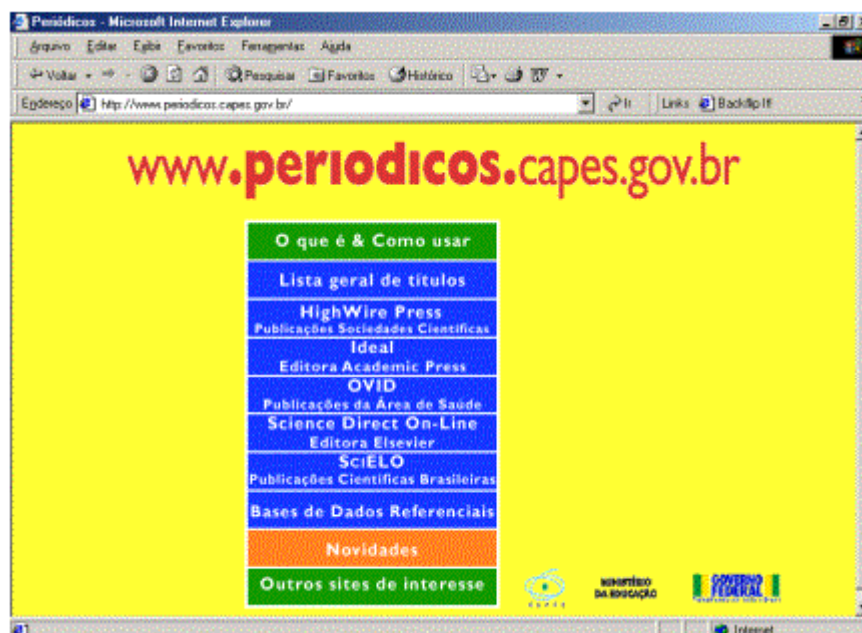 Periódicos - Microsoft Internet Explorer
Arquivo Editar Exibir Favoritos Ferramentas Ajuda
Voltar Pesquisar Favoritos Histórico
Endereço http://www.periodicos.capes.gov.br/ Ir Links Backflip It!
www.periodicos.capes.gov.br
O que é & Como usar
Lista geral de títulos
HighWire Press
Publicações Sociedades Científicas
Ideal
Editora Academic Press
OVID
Publicações da Área de Saúde
Science Direct On-Line
Editora Elsevier
SciELO
Publicações Científicas Brasileiras
Bases de Dados Referenciais
Novidades
Outros sites de interesse
MINISTÉRIO
DA EDUCAÇÃO
GOVERNO
FEDERAL
Internet